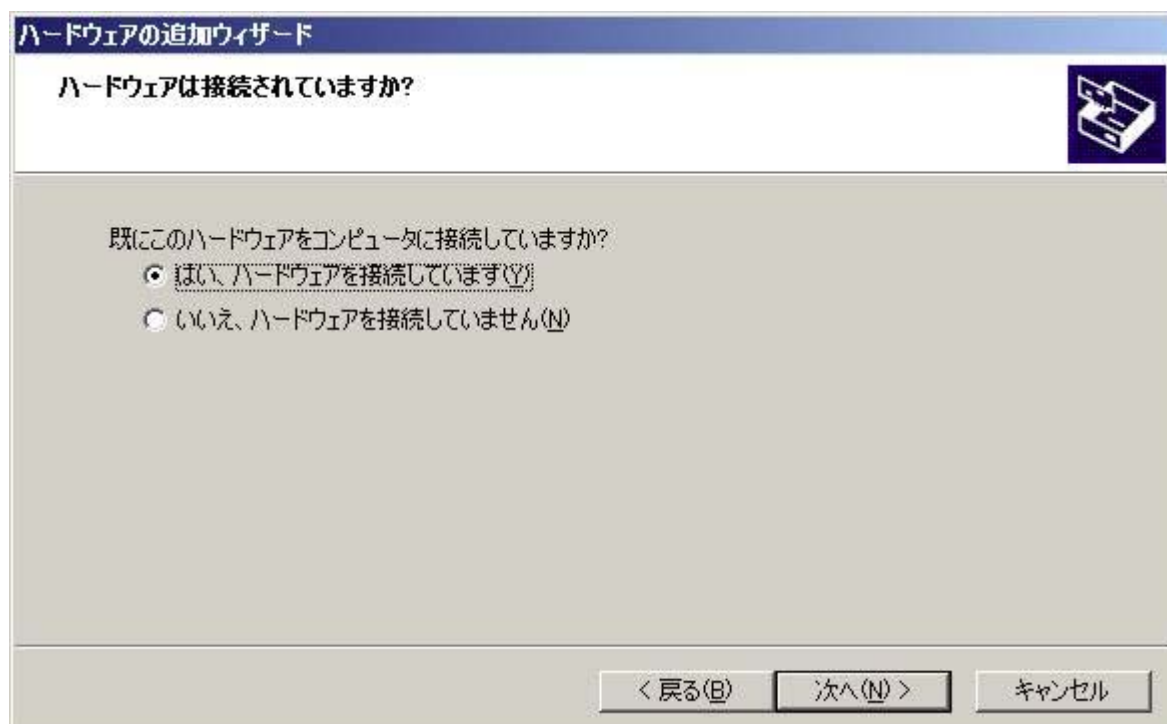 ハードウェアの追加ウィザード
ハードウェアは接続されていますか?
既にこのハードウェアをコンピュータに接続していますか?
はい、ハードウェアを接続しています(Y)
いいえ、ハードウェアを接続していません(N)
< 戻る(B) 次へ(N) > キャンセル